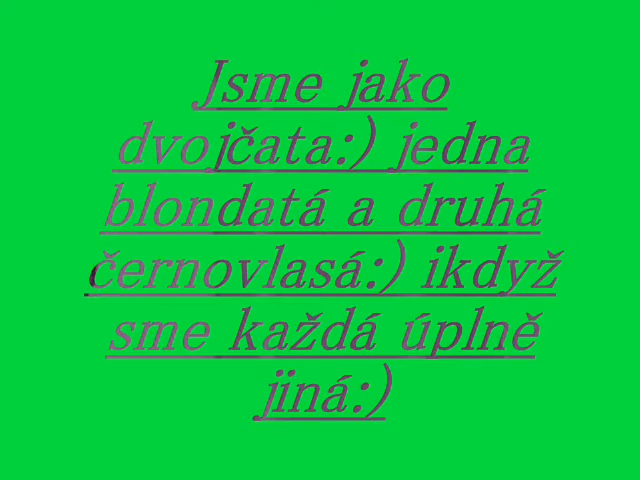 Jsme jako
dvojčata:) jedna
blondatá a druhá
černovlasá:) ikdyž
sme každá úplně
jiná:)